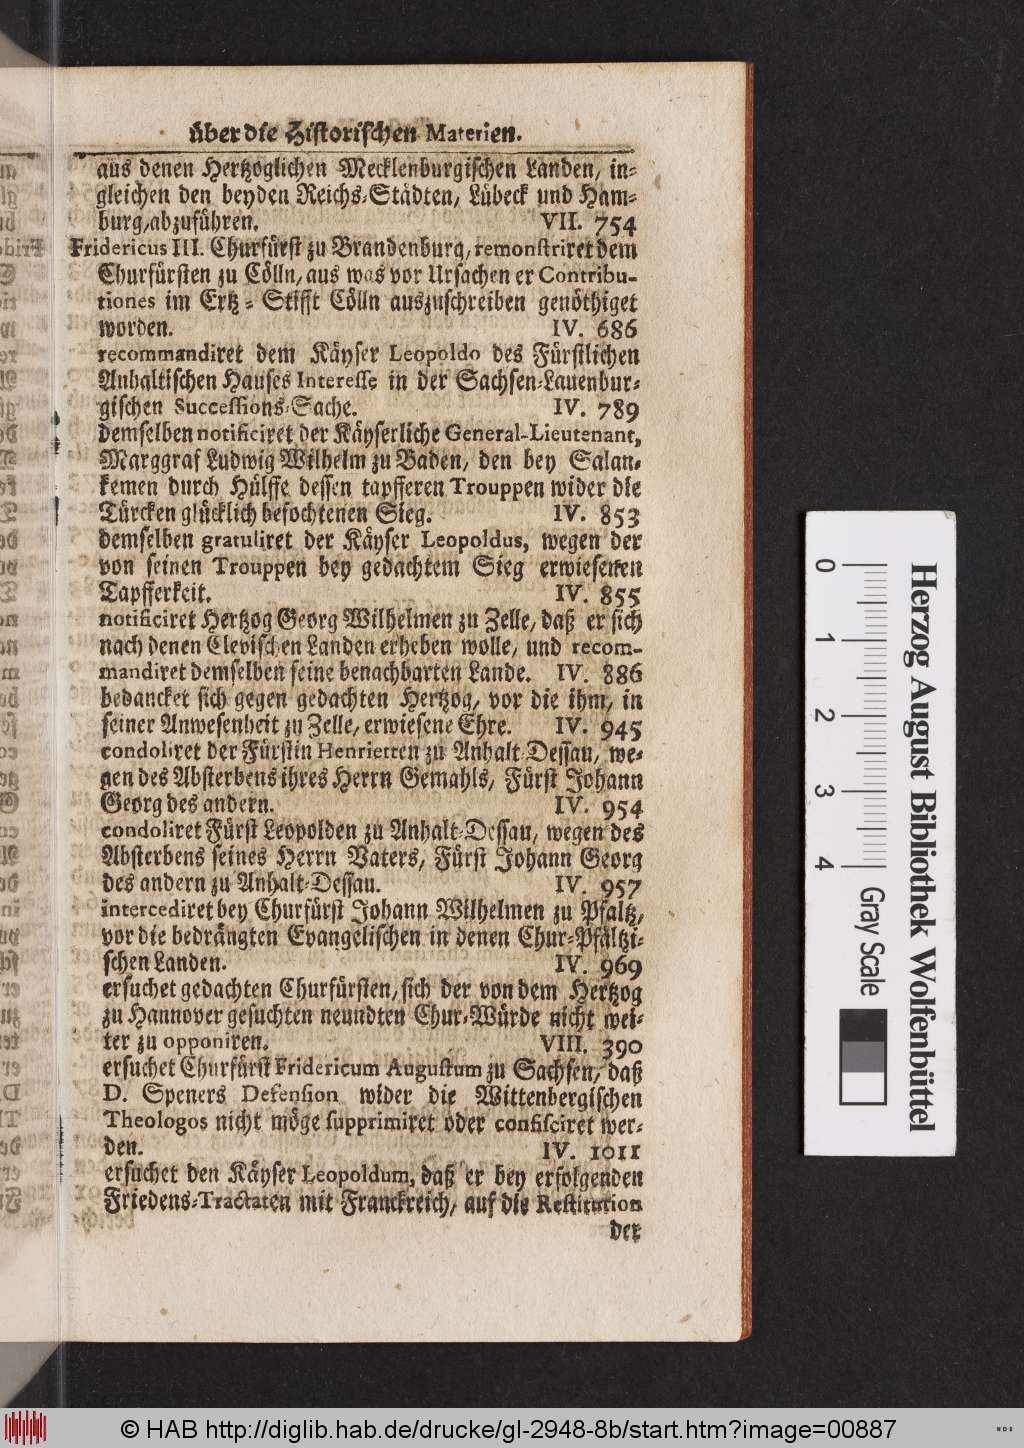 über die Historischen Materien.
aus denen Hertzoglichen Mecklenburgischen Landen, in-
gleichen den beyden Reichs-Städten, Lübeck und Ham-
burg, abzuführen. VII. 754
Fridericus III. Churfürst zu Brandenburg, remonstriret dem
Churfürsten zu Cölln, aus was vor Ursachen er Contribu-
tiones im Ertz-Stifft Cölln auszuschreiben genöthiget
worden. IV. 686
recommandiret dem Käyser Leopoldo des Fürstlichen
Anhaltischen Hauses Interesse in der Sachsen-Lauenbur-
gischen Successions-Sache. IV. 789
demselben notificiret der Käyserliche General-Lieutenant,
Marggraf Ludwig Wilhelm zu Baden, den bey Salan-
kemen durch Hülffe dessen tapfferen Trouppen wider die
Türcken glücklich befochtenen Sieg. IV. 853
demselben gratuliret der Käyser Leopoldus, wegen der
von seinen Trouppen bey gedachtem Sieg erwiesenen
Tapfferkeit. IV. 855
notificiret Hertzog Georg Wilhelmen zu Zelle, daß er sich
nach denen Clevischen Landen erheben wolle, und recom-
mandiret demselben seine benachbarten Lande. IV. 886
bedancket sich gegen gedachten Hertzog, vor die ihm, in
seiner Anwesenheit zu Zelle, erwiesene Ehre. IV. 945
condoliret der Fürstin Henrietten zu Anhalt-Dessau, we-
gen des Absterbens ihres Herrn Gemahls, Fürst Johann
Georg des andern. IV. 954
condoliret Fürst Leopolden zu Anhalt-Dessau, wegen des
Absterbens seines Herrn Vaters, Fürst Johann Georg
des andern zu Anhalt-Dessau. IV. 957
intercediret bey Churfürst Johann Wilhelmen zu Pfaltz,
vor die bedrängten Evangelischen in denen Chur-Pfältzi-
schen Landen. IV. 969
ersuchet gedachten Churfürsten, sich der von dem Hertzog
zu Hannover gesuchten neundten Chur-Würde nicht wei-
ter zu opponiren. VIII. 390
ersuchet Churfürst Fridericum Augustum zu Sachsen, daß
D. Speners Defension wider die Wittenbergischen
Theologos nicht möge supprimiret oder confisciret wer-
den. IV. 1011
ersuchet den Käyser Leopoldum, daß er bey erfolgenden
Friedens-Tractaten mit Franckreich, auf die Restitution
der
Herzog August Bibliothek Wolfenbüttel
0 1 2 3 4
Gray Scale
© HAB http://diglib.hab.de/drucke/gl-2948-8b/start.htm?image=00887